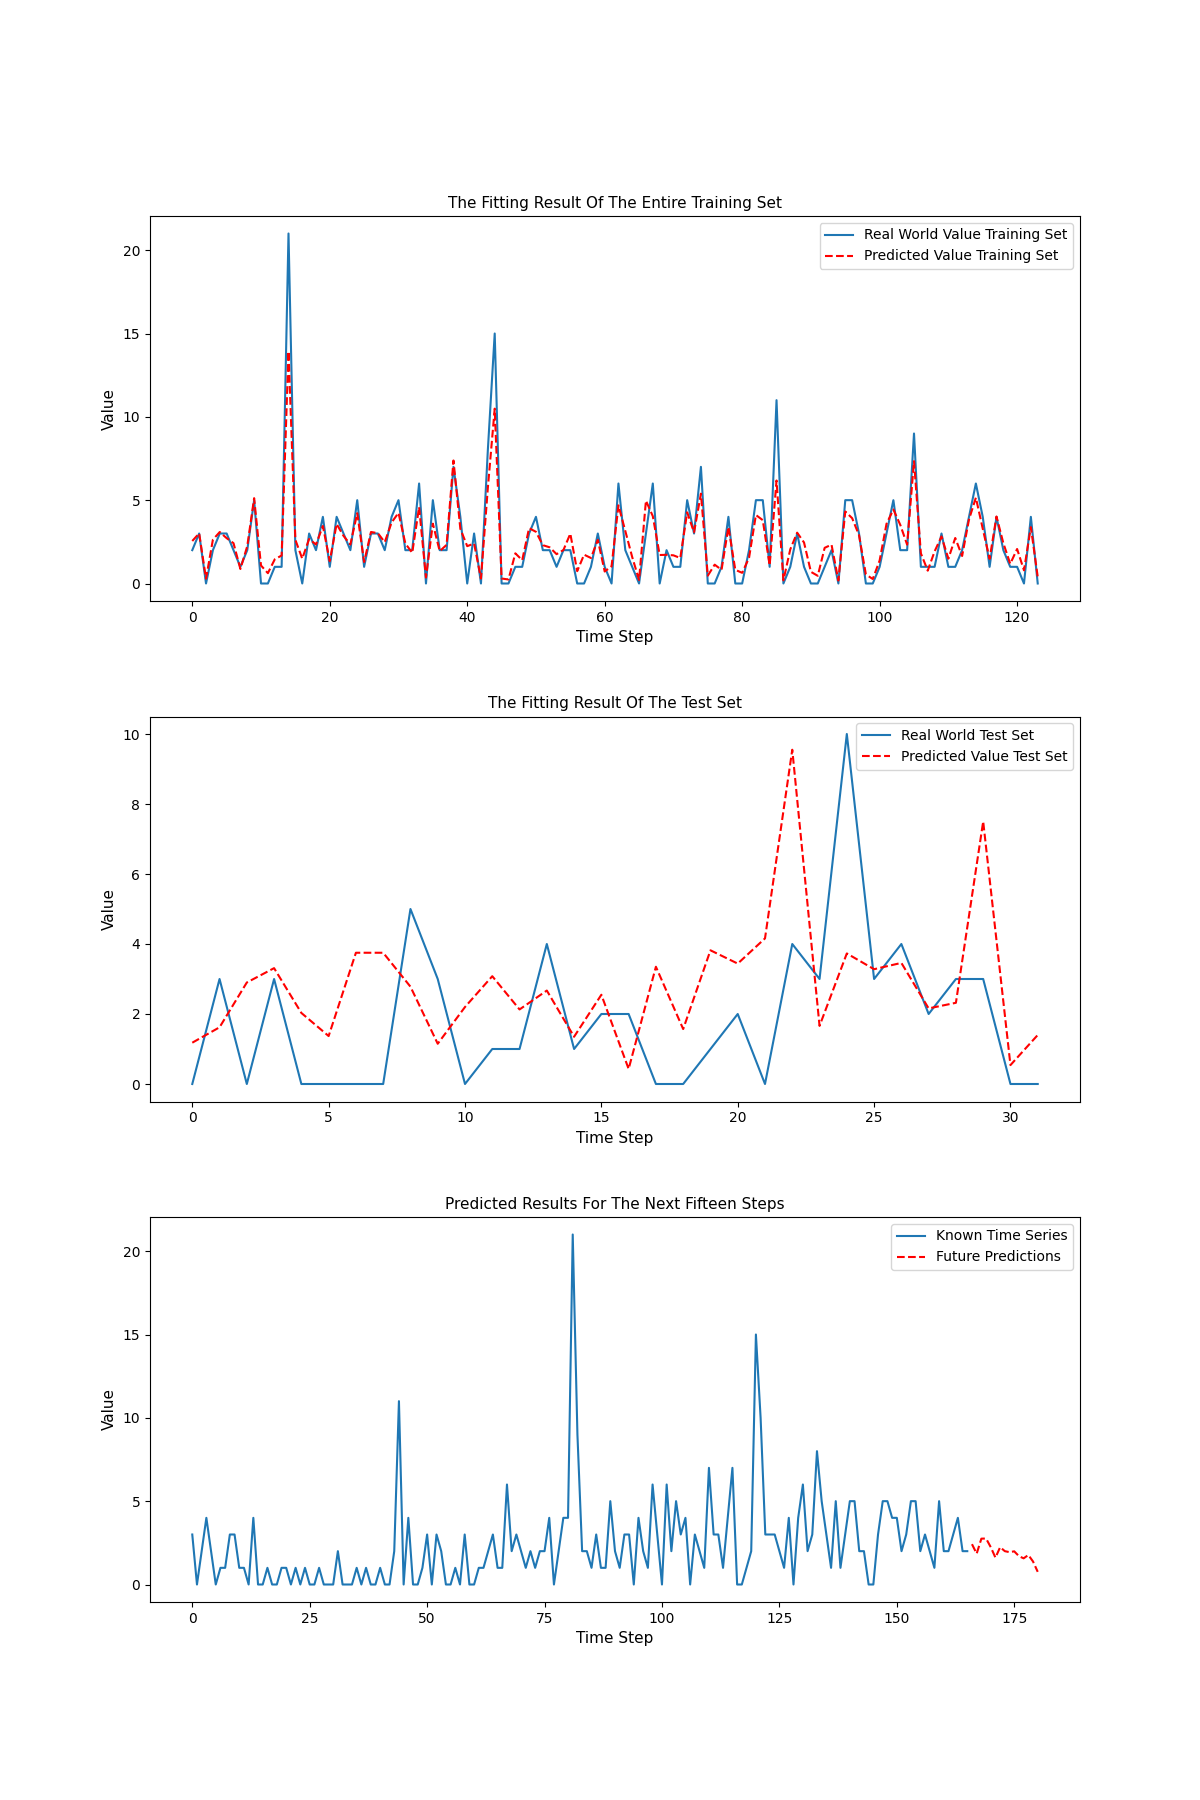 The Fitting Result Of The Entire Training Set
Real World Value Training Set
Predicted Value Training Set
Value
20
15
10
5
0
0 20 40 60 80 100 120
Time Step
The Fitting Result Of The Test Set
Real World Test Set
Predicted Value Test Set
Value
10
8
6
4
2
0
0 5 10 15 20 25 30
Time Step
Predicted Results For The Next Fifteen Steps
Known Time Series
Future Predictions
Value
20
15
10
5
0
0 25 50 75 100 125 150 175
Time Step